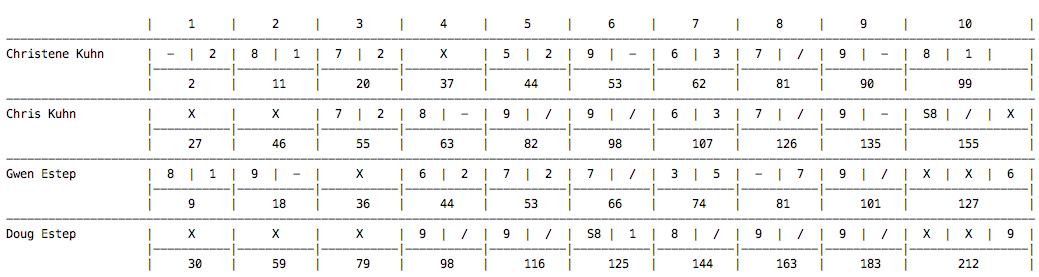 | 1 | 2 | 3 | 4 | 5 | 6 | 7 | 8 | 9 | 10 |
Christene Kuhn | – | 2 | 8 | 1 | 7 | 2 | X | 5 | 2 | 9 | – | 6 | 3 | 7 | / | 9 | – | 8 | 1 | |
| 2 | 11 | 20 | 37 | 44 | 53 | 62 | 81 | 90 | 99 |
Chris Kuhn | X | X | 7 | 2 | 8 | – | 9 | / | 9 | / | 6 | 3 | 7 | / | 9 | – | S8 | / | X |
| 27 | 46 | 55 | 63 | 82 | 98 | 107 | 126 | 135 | 155 |
Gwen Estep | 8 | 1 | 9 | – | X | 6 | 2 | 7 | 2 | 7 | / | 3 | 5 | – | 7 | 9 | / | X | X | 6 |
| 9 | 18 | 36 | 44 | 53 | 66 | 74 | 81 | 101 | 127 |
Doug Estep | X | X | X | 9 | / | 9 | / | S8 | 1 | 8 | / | 9 | / | 9 | / | X | X | 9 |
| 30 | 59 | 79 | 98 | 116 | 125 | 144 | 163 | 183 | 212 |